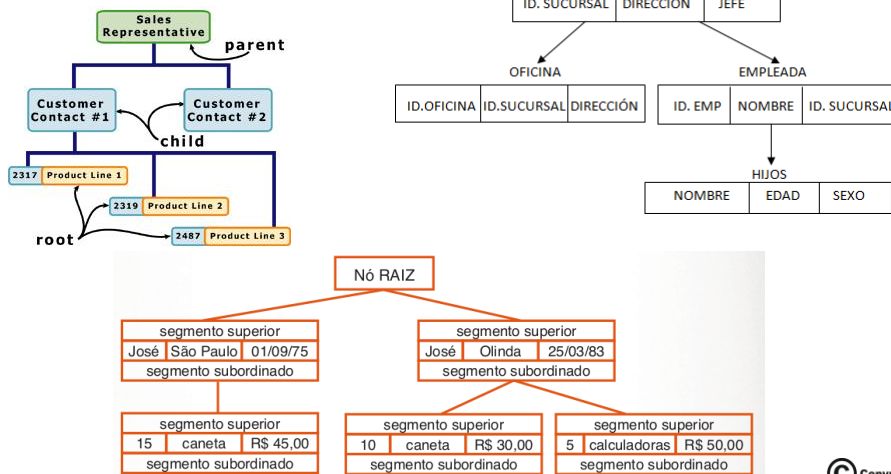 Sales
Representative
parent
Customer
Contact #1
Customer
Contact #2
child
2317 Product Line 1
2319 Product Line 2
root
2487 Product Line 3
ID. SUCURSAL DIRECCIÓN JEFE
OFICINA
EMPLEADA
ID.OFICINA ID.SUCURSAL DIRECCIÓN
ID. EMP NOMBRE ID. SUCURSAL
HIJOS
NOMBRE EDAD SEXO
Nó RAIZ
segmento superior
José São Paulo 01/09/75
segmento subordinado
segmento superior
José Olinda 25/03/83
segmento subordinado
segmento superior
15 caneta R$ 45,00
segmento subordinado
segmento superior
10 caneta R$ 30,00
segmento subordinado
segmento superior
5 calculadoras R$ 50,00
segmento subordinado
©